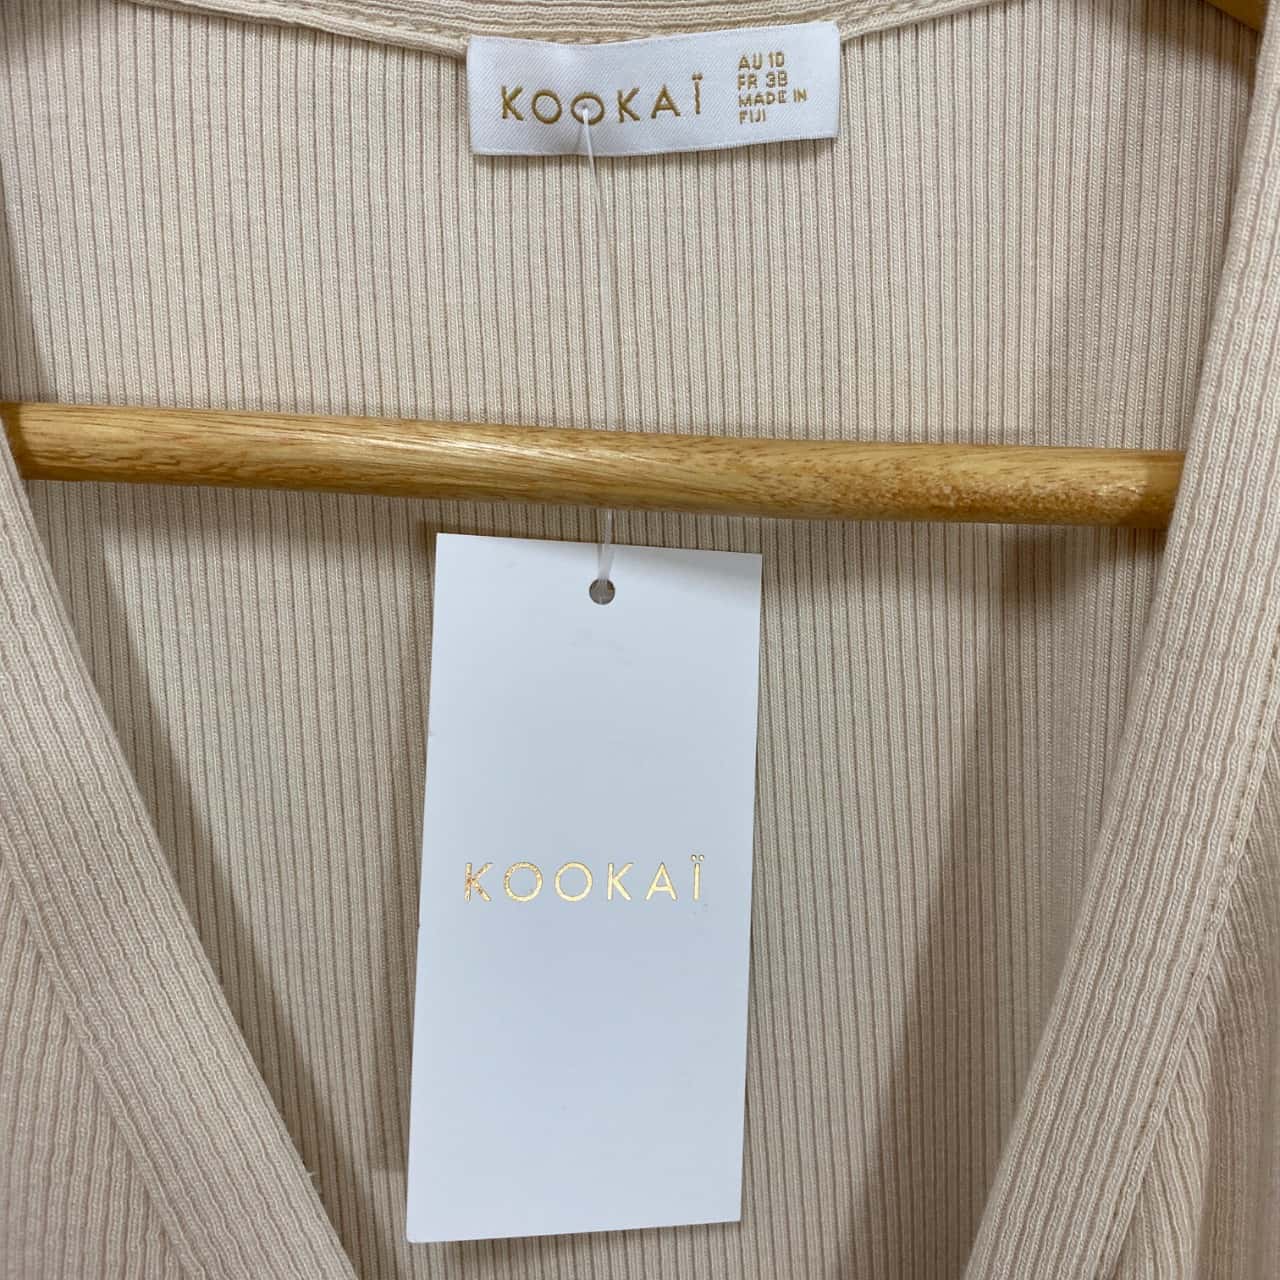 KOOKAÏ
AU 10
FR 38
MADE IN
FIJI
KOOKAÏ